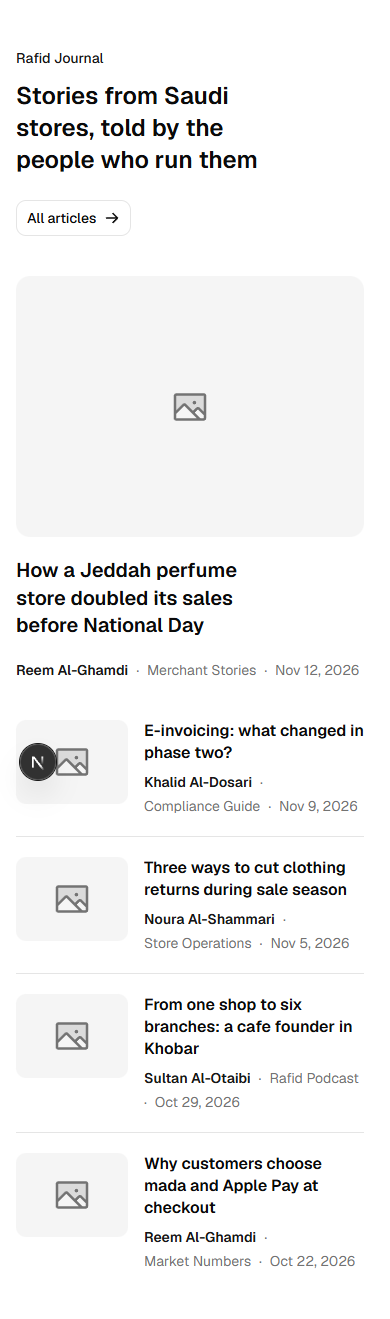 Rafid Journal
Stories from Saudi
stores, told by the
people who run them
All articles
How a Jeddah perfume
store doubled its sales
before National Day
Reem Al-Ghamdi · Merchant Stories · Nov 12, 2026
N
E-invoicing: what changed in
phase two?
Khalid Al-Dosari ·
Compliance Guide · Nov 9, 2026
Three ways to cut clothing
returns during sale season
Noura Al-Shammari ·
Store Operations · Nov 5, 2026
From one shop to six
branches: a cafe founder in
Khobar
Sultan Al-Otaibi · Rafid Podcast
· Oct 29, 2026
Why customers choose
mada and Apple Pay at
checkout
Reem Al-Ghamdi ·
Market Numbers · Oct 22, 2026